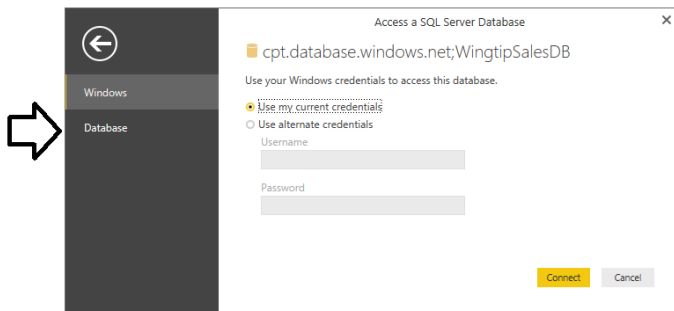 Access a SQL Server Database
cpt.database.windows.net;WingtipSalesDB
Use your Windows credentials to access this database.
Windows
Use my current credentials
Use alternate credentials
Database
Username
Password
Connect Cancel